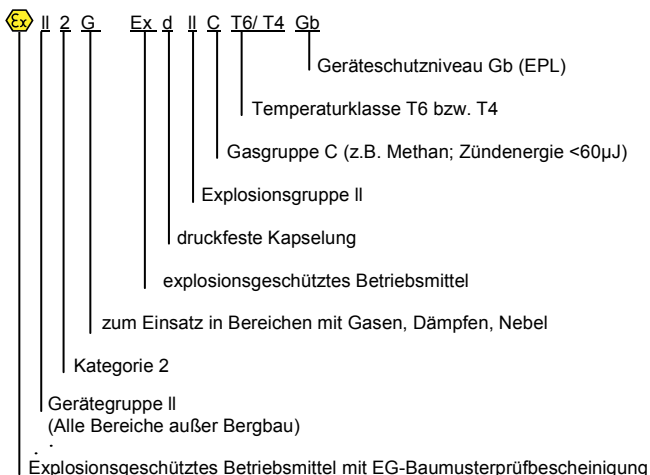 Ex II 2 G Ex d II C T6/ T4 Gb
Geräteschutzniveau Gb (EPL)
Temperaturklasse T6 bzw. T4
Gasgruppe C (z.B. Methan; Zündenergie <60µJ)
Explosionsgruppe II
druckfeste Kapselung
explosionsgeschütztes Betriebsmittel
zum Einsatz in Bereichen mit Gasen, Dämpfen, Nebel
Kategorie 2
Gerätegruppe II
(Alle Bereiche außer Bergbau)
Explosionsgeschütztes Betriebsmittel mit EG-Baumusterprüfbescheinigung